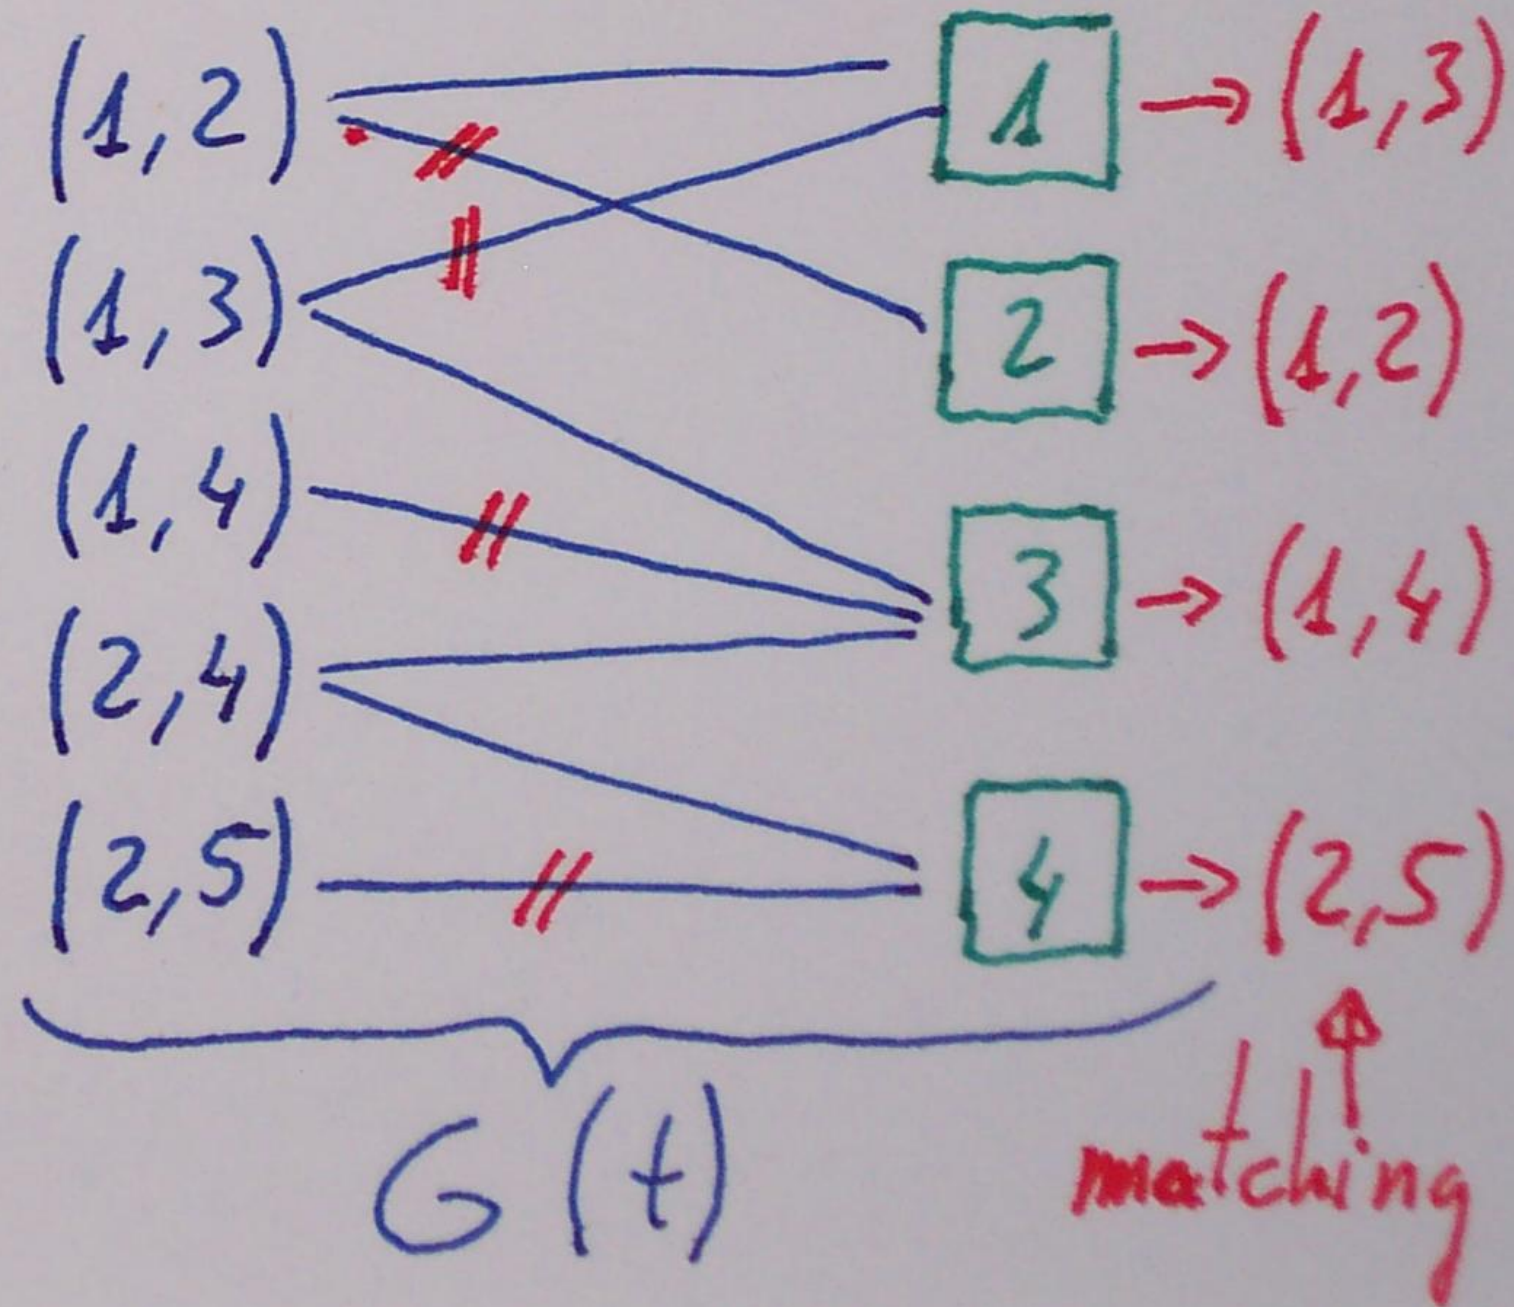 (1,2) 1 → (1,3)
(1,3) 2 → (1,2)
(1,4) 3 → (1,4)
(2,4)
(2,5) 4 → (2,5)
G(t)
matching